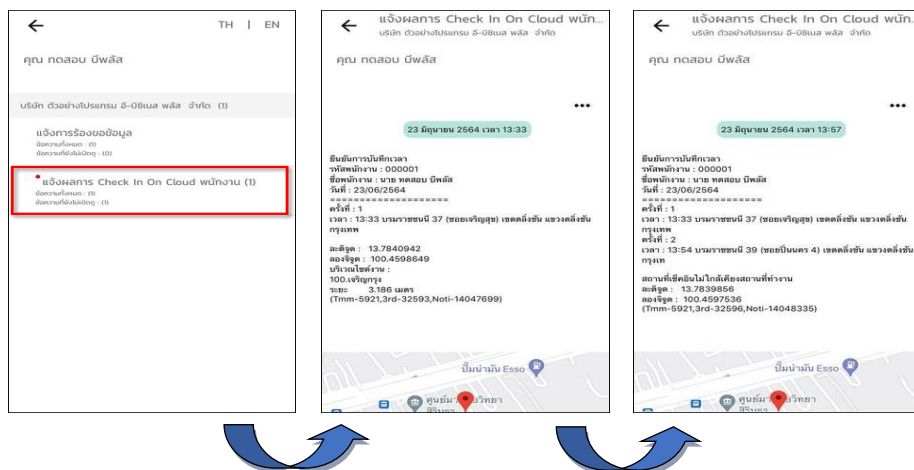 TH | EN
คุณ ทดสอบ บีพลัส
บริษัท ตัวอย่างโปรแกรม อี-บิซิเนส พลัส จำกัด (1)
แจ้งการร้องขอข้อมูล
ข้อความทั้งหมด : (1)
ข้อความที่ยังไม่เปิดดู : (0)
แจ้งผลการ Check In On Cloud พนักงาน (1)
ข้อความทั้งหมด : (1)
ข้อความที่ยังไม่เปิดดู : (1)
แจ้งผลการ Check In On Cloud พนัก...
บริษัท ตัวอย่างโปรแกรม อี-บิซิเนส พลัส จำกัด
คุณ ทดสอบ บีพลัส
23 มิถุนายน 2564 เวลา 13:33
ยืนยันการบันทึกเวลา
รหัสพนักงาน : 000001
ชื่อพนักงาน : นาย ทดสอบ บีพลัส
วันที่ : 23/06/2564
====================
ครั้งที่ : 1
เวลา : 13:33 บรมราชชนนี 37 (ซอยเจริญสุข) เขตตลิ่งชัน แขวงตลิ่งชัน
กรุงเทพ
ละติจูด : 13.7840942
ลองจิจูด : 100.4598649
บริเวณไซต์งาน :
100.เจริญกรุง
ระยะ 3.186 เมตร
(Tmm-5921,3rd-32593,Noti-14047699)
ปั๊มน้ำมัน Esso
แจ้งผลการ Check In On Cloud พนัก...
บริษัท ตัวอย่างโปรแกรม อี-บิซิเนส พลัส จำกัด
คุณ ทดสอบ บีพลัส
23 มิถุนายน 2564 เวลา 13:57
ยืนยันการบันทึกเวลา
รหัสพนักงาน : 000001
ชื่อพนักงาน : นาย ทดสอบ บีพลัส
วันที่ : 23/06/2564
====================
ครั้งที่ : 1
เวลา : 13:33 บรมราชชนนี 37 (ซอยเจริญสุข) เขตตลิ่งชัน แขวงตลิ่งชัน
กรุงเทพ
ครั้งที่ : 2
เวลา : 13:54 บรมราชชนนี 39 (ซอยปิ่นนคร 4) เขตตลิ่งชัน แขวงตลิ่งชัน
กรุงเท
สถานที่เช็คอินไม่ใกล้เคียงสถานที่ทำงาน
ละติจูด : 13.7839856
ลองจิจูด : 100.4597536
(Tmm-5921,3rd-32596,Noti-14048335)
ปั๊มน้ำมัน Esso